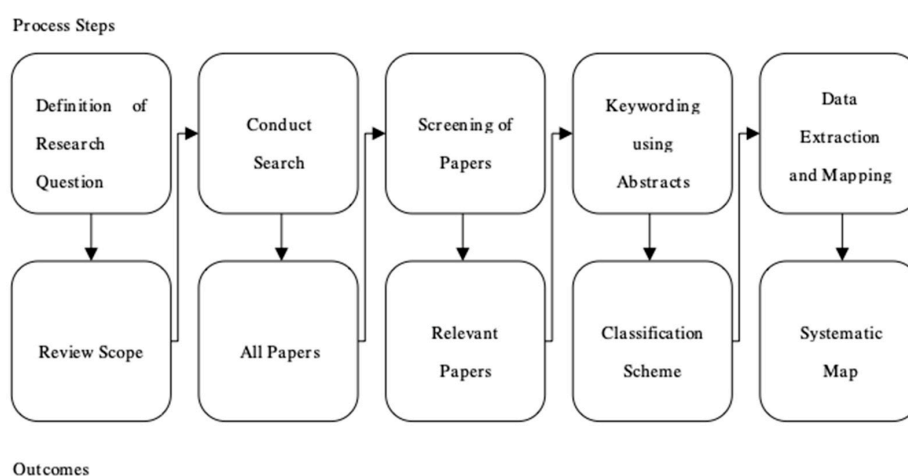 Process Steps
Definition of
Research
Question
Conduct
Search
Screening of
Papers
Keywording
using
Abstracts
Data
Extraction
and Mapping
Review Scope
All Papers
Relevant
Papers
Classification
Scheme
Systematic
Map
Outcomes